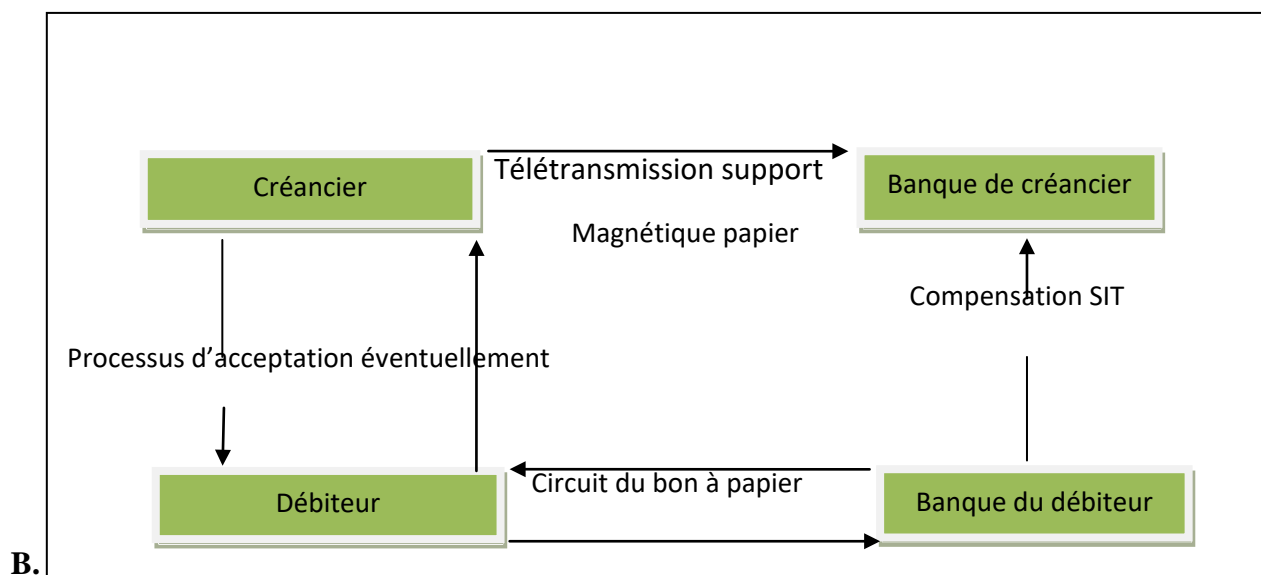 Créancier
Télétransmission support
Banque de créancier
Magnétique papier
Compensation SIT
Processus d’acceptation éventuellement
Débiteur
Circuit du bon à papier
Banque du débiteur
B.